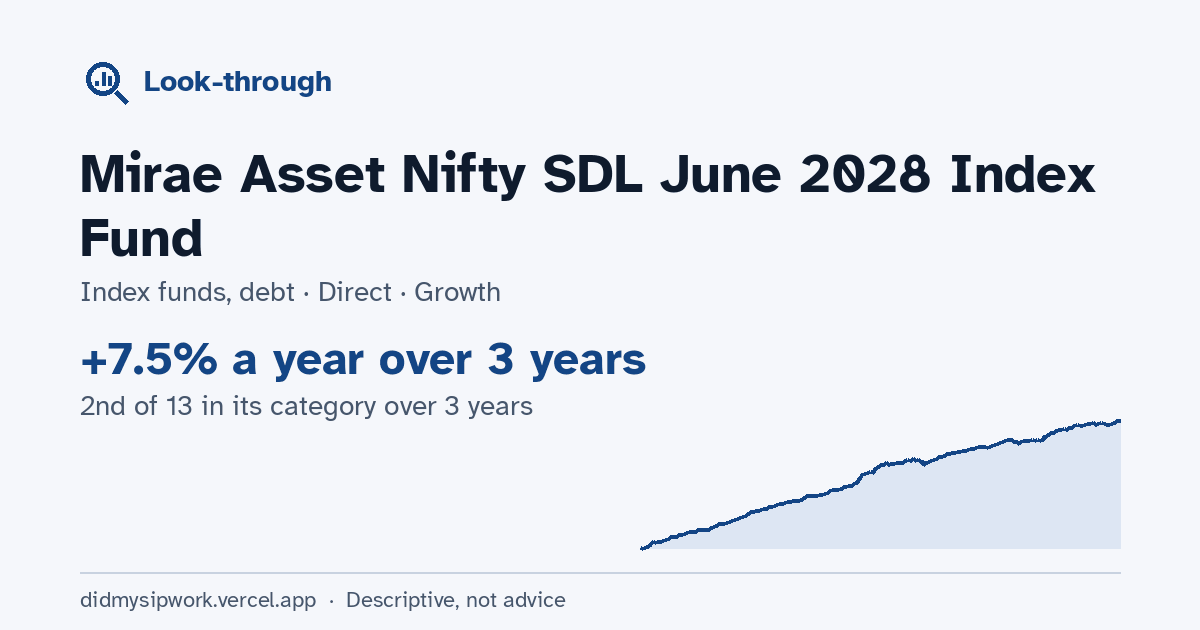 Look-through
Mirae Asset Nifty SDL June 2028 Index
Fund
Index funds, debt · Direct · Growth
+7.5% a year over 3 years
2nd of 13 in its category over 3 years
didmysipwork.vercel.app · Descriptive, not advice